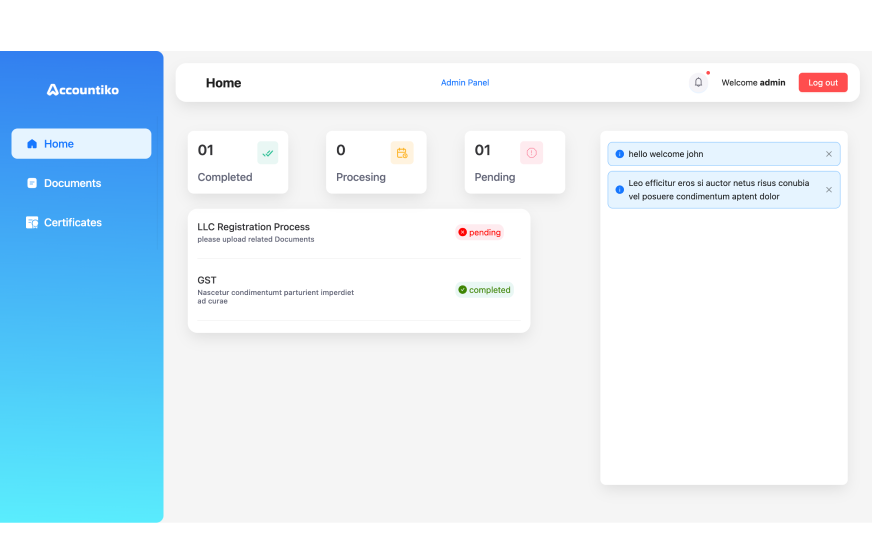 Accountiko
Home
Documents
Certificates
Home
Admin Panel
Welcome admin
Log out
01
Completed
0
Procesing
01
Pending
LLC Registration Process
please upload related Documents
pending
GST
Nascetur condimentumt parturient imperdiet
ad curae
completed
hello welcome john
Leo efficitur eros si auctor netus risus conubia
vel posuere condimentum aptent dolor